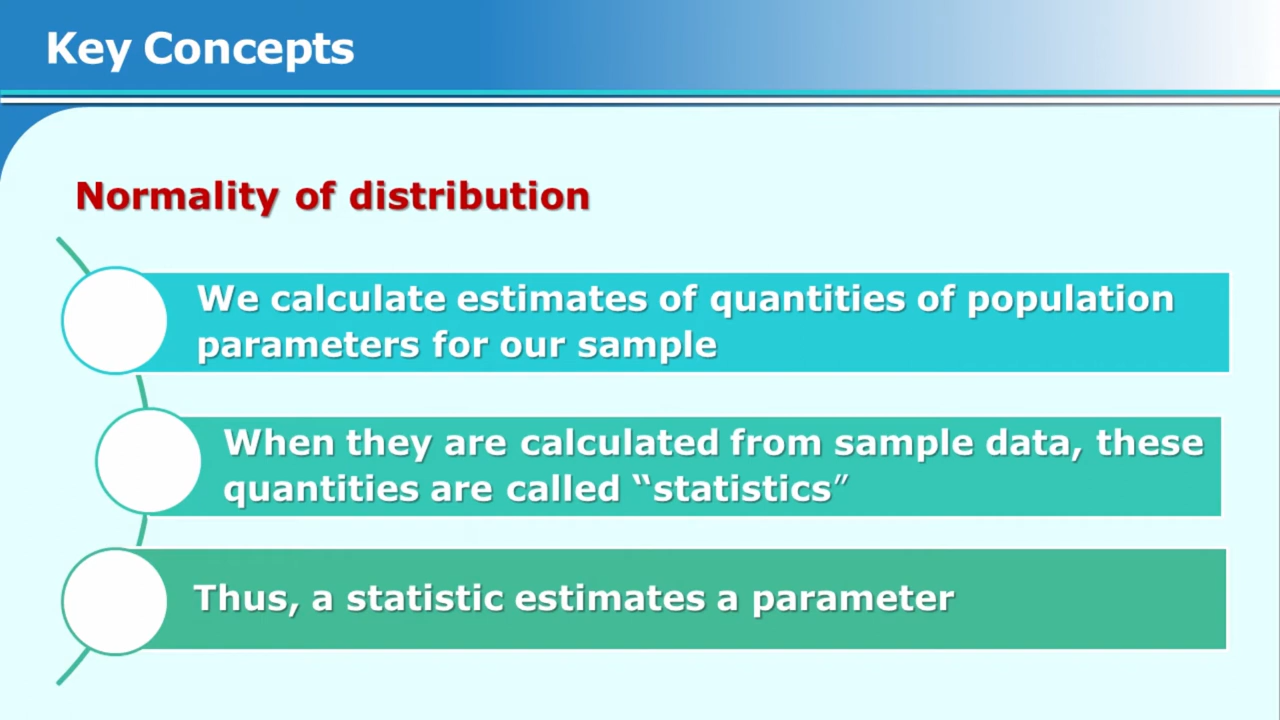 Key Concepts
Normality of distribution
We calculate estimates of quantities of population
parameters for our sample
When they are calculated from sample data, these
quantities are called “statistics”
Thus, a statistic estimates a parameter